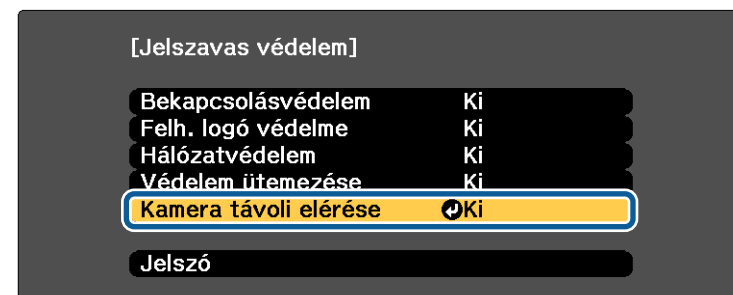 [Jelszavas védelem]
Bekapcsolásvédelem Ki
Felh. logó védelme Ki
Hálózatvédelem Ki
Védelem ütemezése Ki
Kamera távoli elérése Ki
Jelszó